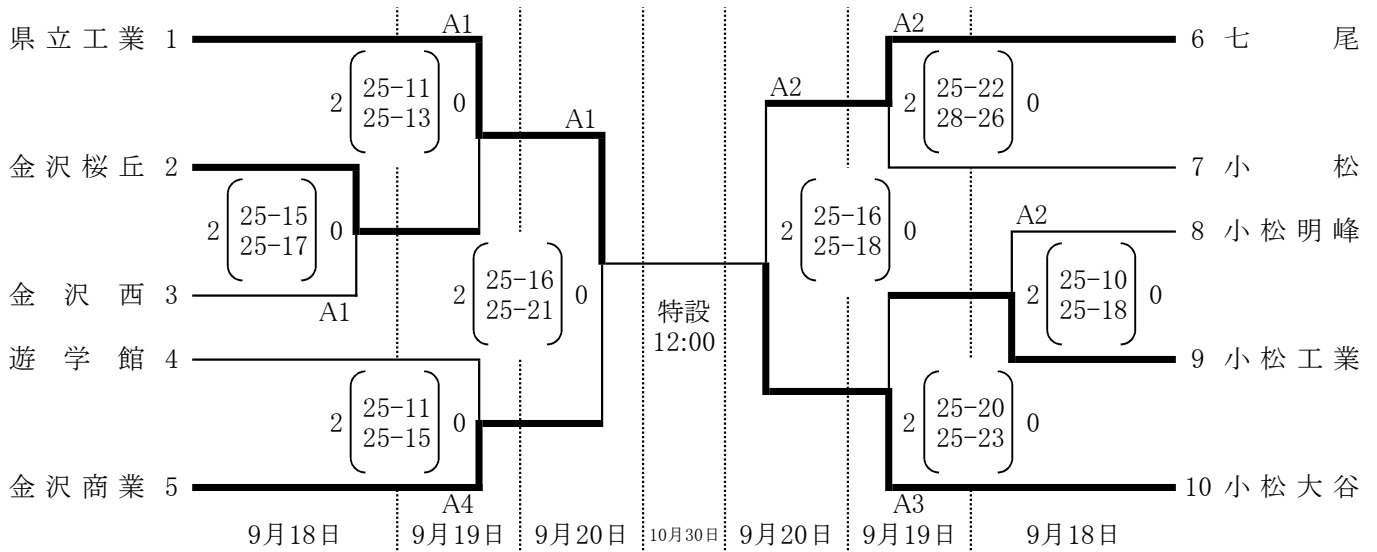 県立工業 1
A1
2 25-11 0
25-13
金沢桜丘 2
2 25-15 0
25-17
金沢西 3
A1
遊学館 4
2 25-11 0
25-15
金沢商業 5
A4
A1
2 25-16 0
25-21
特設
12:00
A2
2 25-16 0
25-18
A2
6 七尾
2 25-22 0
28-26
7 小松
A2
8 小松明峰
2 25-10 0
25-18
9 小松工業
2 25-20 0
25-23
10 小松大谷
A3
9月18日 9月19日 9月20日 10月30日 9月20日 9月19日 9月18日